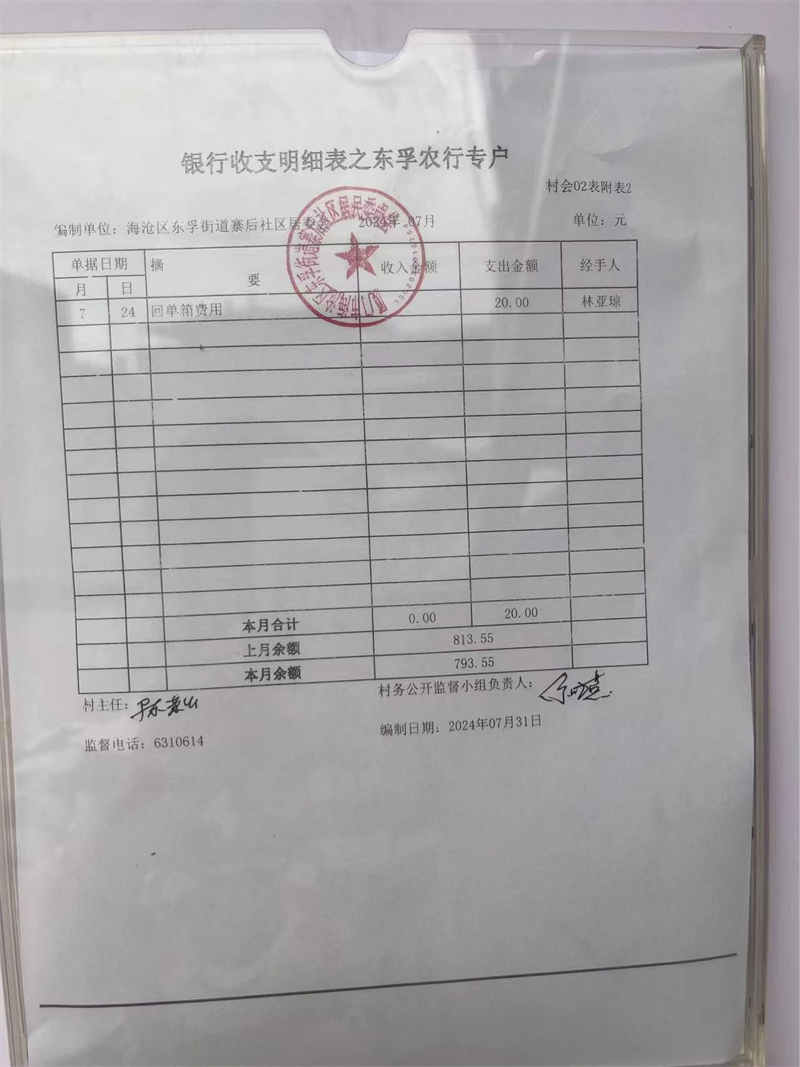 银行收支明细表之东孚农行专户
村会02表附表2
编制单位：海沧区东孚街道寨后社区居委会 2024年 07月 单位：元
单据日期 摘要 收入金额 支出金额 经手人
月 日
7 24 回单箱费用 20.00 林亚琼
本月合计 0.00 20.00
上月余额 813.55
本月余额 793.55
村主任：
村务公开监督小组负责人：
监督电话：6310614
编制日期：2024年07月31日